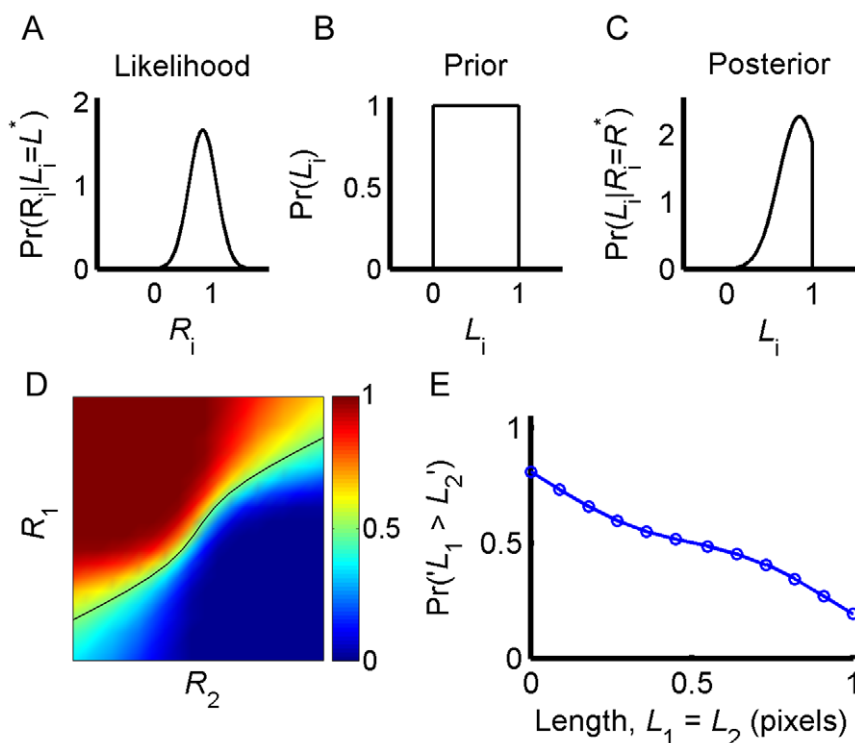 A
Likelihood
Pr(R_i|L_i=L^*)
2
1
0
0 1
R_i
B
Prior
Pr(L_i)
1
0.5
0
0 1
L_i
C
Posterior
Pr(L_i|R_i=R^*)
2
1
0
0 1
L_i
D
R_1
R_2
1
0.5
0
E
Pr('L_1 > L_2')
1
0.5
0
0 0.5 1
Length, L_1 = L_2 (pixels)